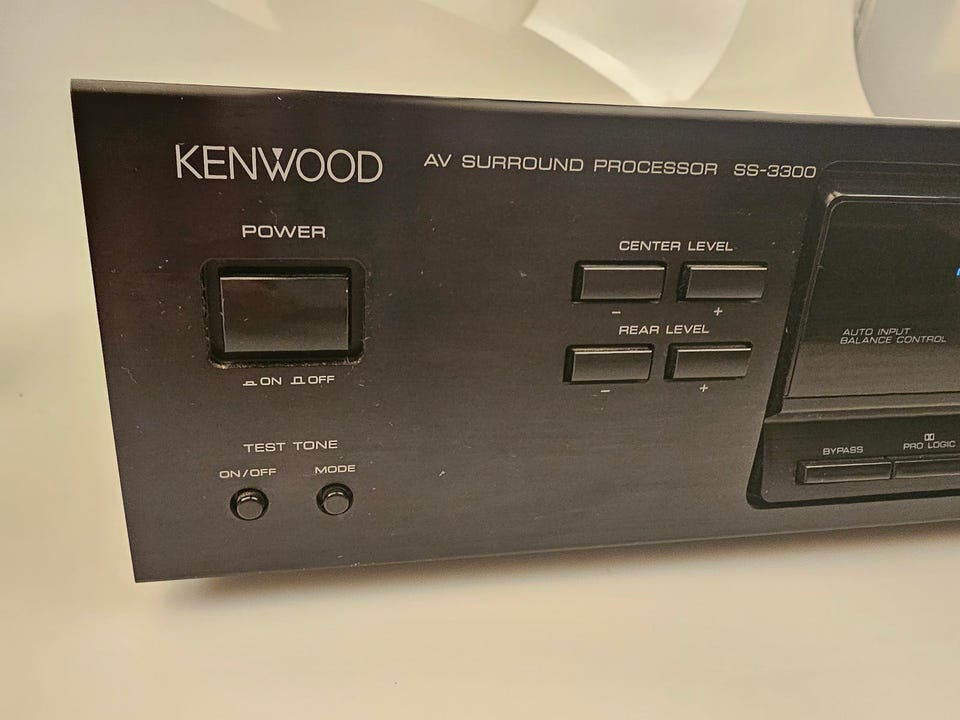 KENWOOD
AV SURROUND PROCESSOR SS-3300
POWER
ON OFF
TEST TONE
ON/OFF MODE
CENTER LEVEL
− +
REAR LEVEL
− +
AUTO INPUT
BALANCE CONTROL
BYPASS
PRO LOGIC